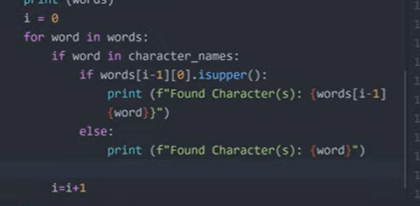 print (words)
i = 0
for word in words:
if word in character_names:
if words[i-1][0].isupper():
print (f"Found Character(s): {words[i-1]
{word}}")
else:
print (f"Found Character(s): {word}")
i=i+1